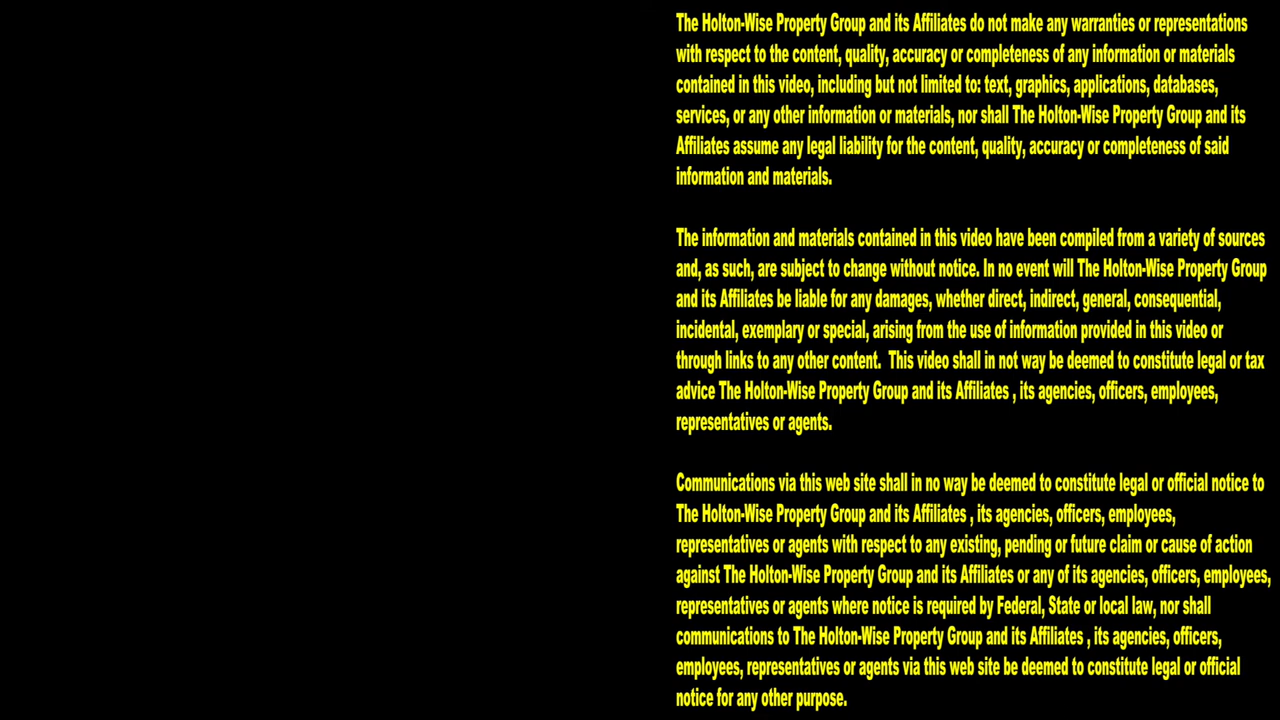 The Holton-Wise Property Group and its Affiliates do not make any warranties or representations
with respect to the content, quality, accuracy or completeness of any information or materials
contained in this video, including but not limited to: text, graphics, applications, databases,
services, or any other information or materials, nor shall The Holton-Wise Property Group and its
Affiliates assume any legal liability for the content, quality, accuracy or completeness of said
information and materials.
The information and materials contained in this video have been compiled from a variety of sources
and, as such, are subject to change without notice. In no event will The Holton-Wise Property Group
and its Affiliates be liable for any damages, whether direct, indirect, general, consequential,
incidental, exemplary or special, arising from the use of information provided in this video or
through links to any other content.  This video shall in not way be deemed to constitute legal or tax
advice The Holton-Wise Property Group and its Affiliates , its agencies, officers, employees,
representatives or agents.
Communications via this web site shall in no way be deemed to constitute legal or official notice to
The Holton-Wise Property Group and its Affiliates , its agencies, officers, employees,
representatives or agents with respect to any existing, pending or future claim or cause of action
against The Holton-Wise Property Group and its Affiliates or any of its agencies, officers, employees,
representatives or agents where notice is required by Federal, State or local law, nor shall
communications to The Holton-Wise Property Group and its Affiliates , its agencies, officers,
employees, representatives or agents via this web site be deemed to constitute legal or official
notice for any other purpose.